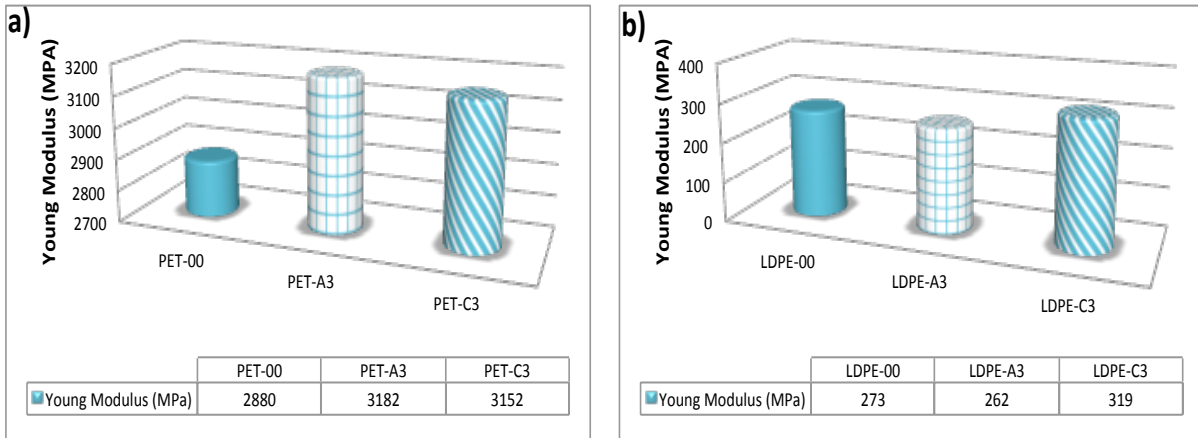 a)
Young Modulus (MPA)
3200
3100
3000
2900
2800
2700
PET-00
PET-A3
PET-C3
PET-00 PET-A3 PET-C3
Young Modulus (MPa) 2880 3182 3152
b)
Young Modulus (MPA)
400
300
200
100
0
LDPE-00
LDPE-A3
LDPE-C3
LDPE-00 LDPE-A3 LDPE-C3
Young Modulus (MPa) 273 262 319